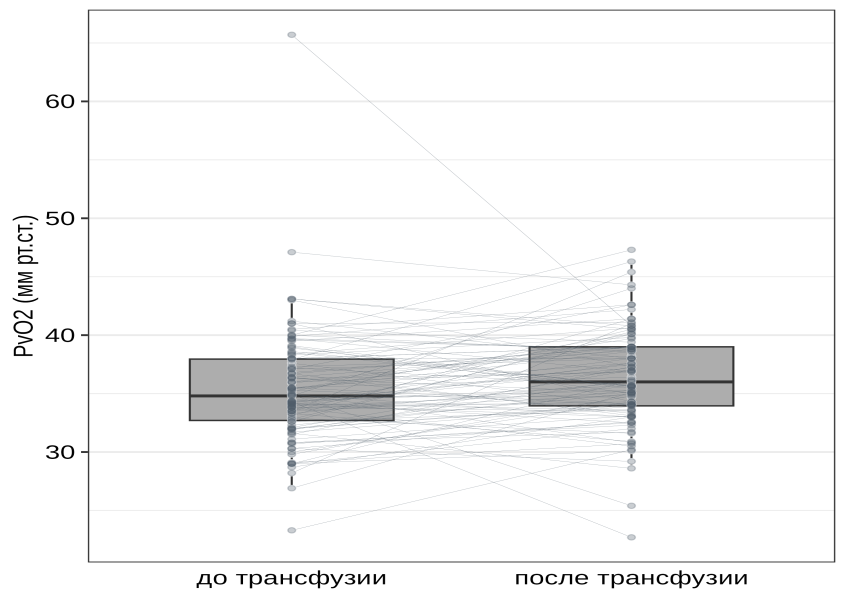 PvO2 (мм рт.ст.)
60
50
40
30
до трансфузии
после трансфузии